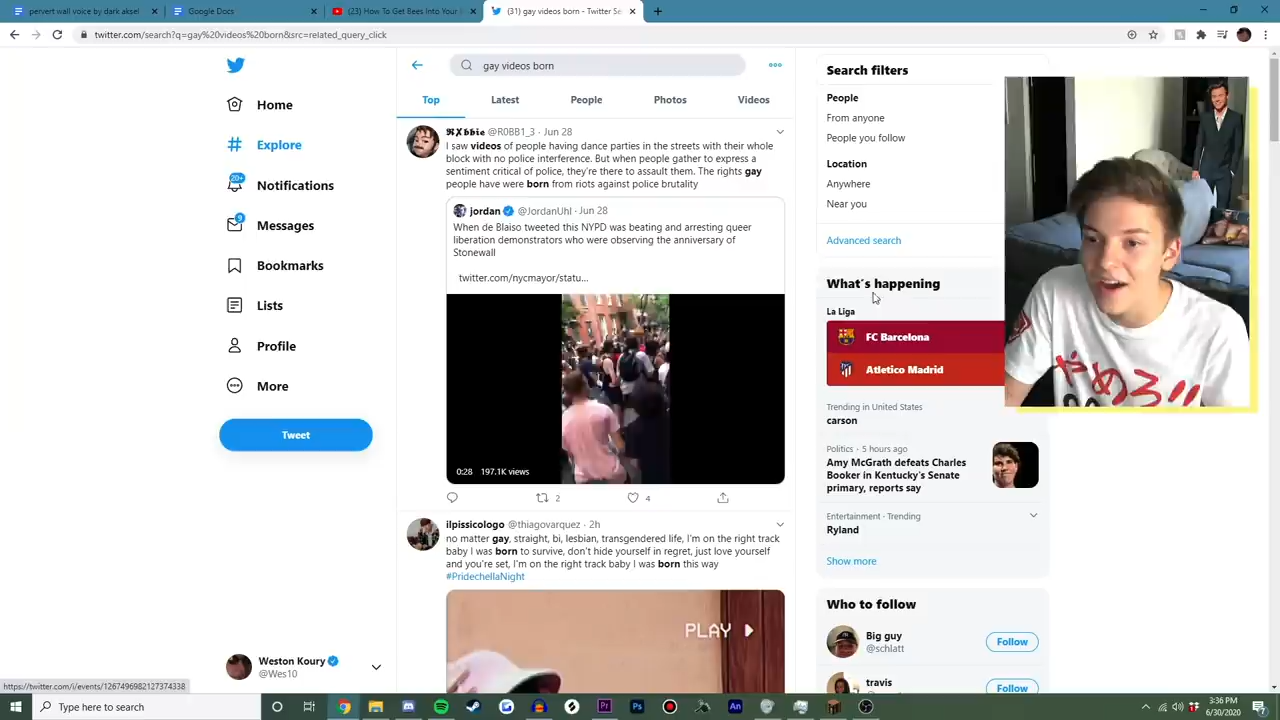 pervert wall voice by dark aksel
Google Docs
(23) How To Get Bees Into Your
(31) gay videos born - Twitter Se
twitter.com/search?q=gay%20videos%20born&src=related_query_click
gay videos born
Top
Latest
People
Photos
Videos
Home
Explore
20+
Notifications
9
Messages
Bookmarks
Lists
Profile
More
Tweet
Weston Koury
@Wes10
https://twitter.com/i/events/1267496982127374338
@R0BB1_3 · Jun 28
I saw videos of people having dance parties in the streets with their whole
block with no police interference. But when people gather to express a
sentiment critical of police, they're there to assault them. The rights gay
people have were born from riots against police brutality
jordan @JordanUhl · Jun 28
When de Blaiso tweeted this NYPD was beating and arresting queer
liberation demonstrators who were observing the anniversary of
Stonewall
twitter.com/nycmayor/statu...
0:28 197.1K views
2
4
ilpissicologo @thiagovarquez · 2h
no matter gay, straight, bi, lesbian, transgendered life, I'm on the right track
baby I was born to survive, don't hide yourself in regret, just love yourself
and you're set, I'm on the right track baby I was born this way
#PridechellaNight
PLAY
Search filters
People
From anyone
People you follow
Location
Anywhere
Near you
Advanced search
What's happening
La Liga
FC Barcelona
Atletico Madrid
Trending in United States
carson
Politics · 5 hours ago
Amy McGrath defeats Charles
Booker in Kentucky's Senate
primary, reports say
Entertainment · Trending
Ryland
Show more
Who to follow
Big guy
@schlatt
Follow
travis
Follow
Type here to search
3:36 PM
6/30/2020